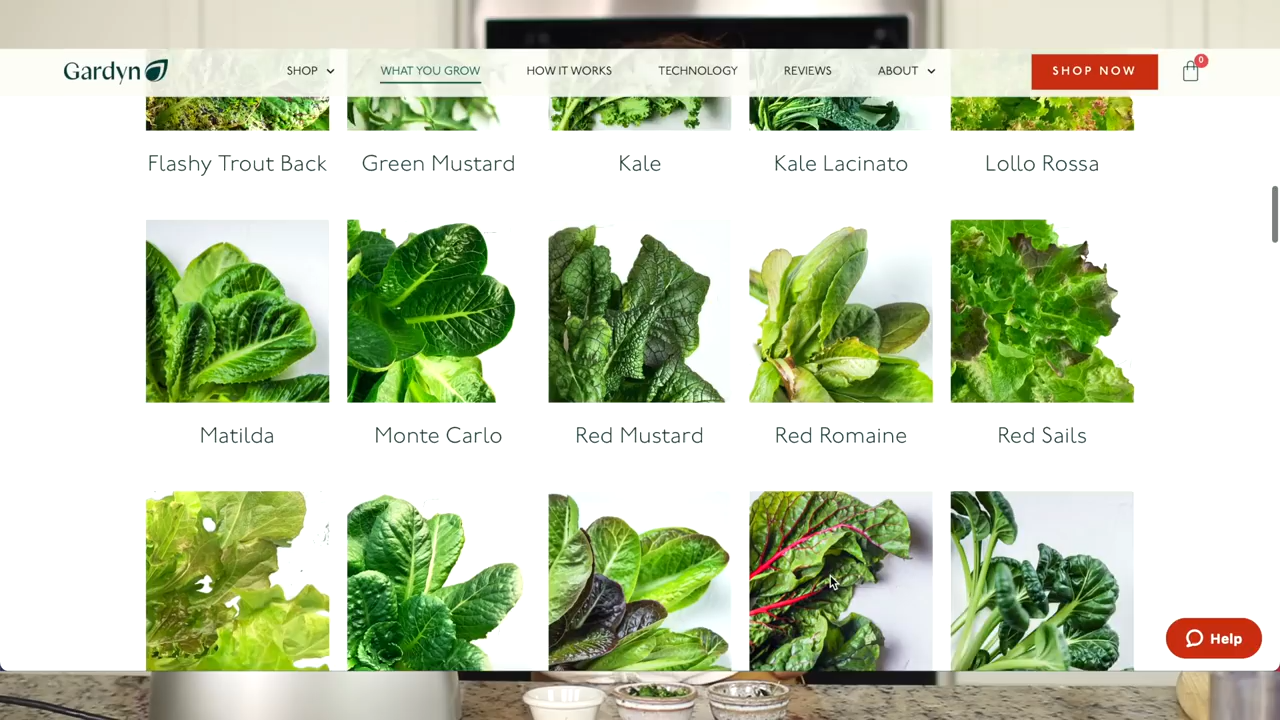 Gardyn
SHOP
WHAT YOU GROW
HOW IT WORKS
TECHNOLOGY
REVIEWS
ABOUT
SHOP NOW
0
Flashy Trout Back
Green Mustard
Kale
Kale Lacinato
Lollo Rossa
Matilda
Monte Carlo
Red Mustard
Red Romaine
Red Sails
Help